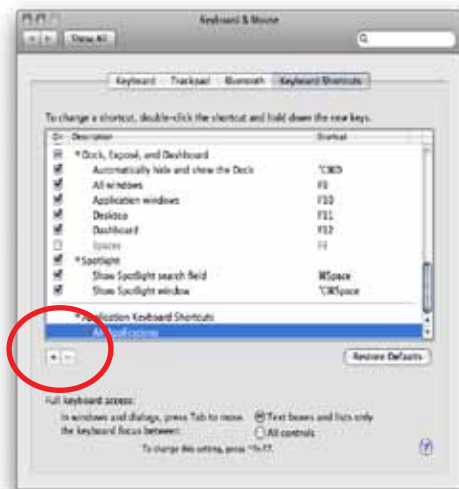 Keyboard & Mouse
Show All
Keyboard Trackpad Bluetooth Keyboard Shortcuts
To change a shortcut, double-click the shortcut and hold down the new keys.
On Description Shortcut
Dock, Exposé, and Dashboard
Automatically hide and show the Dock ⌥⌘D
All windows F9
Application windows F10
Desktop F11
Dashboard F12
Spaces F8
Spotlight
Show Spotlight search field ⌘Space
Show Spotlight window ⌥⌘Space
Application Keyboard Shortcuts
All Applications
+ −
Restore Defaults
Full keyboard access:
In windows and dialogs, press Tab to move Text boxes and lists only
the keyboard focus between: All controls
To change this setting, press ^F7.
?